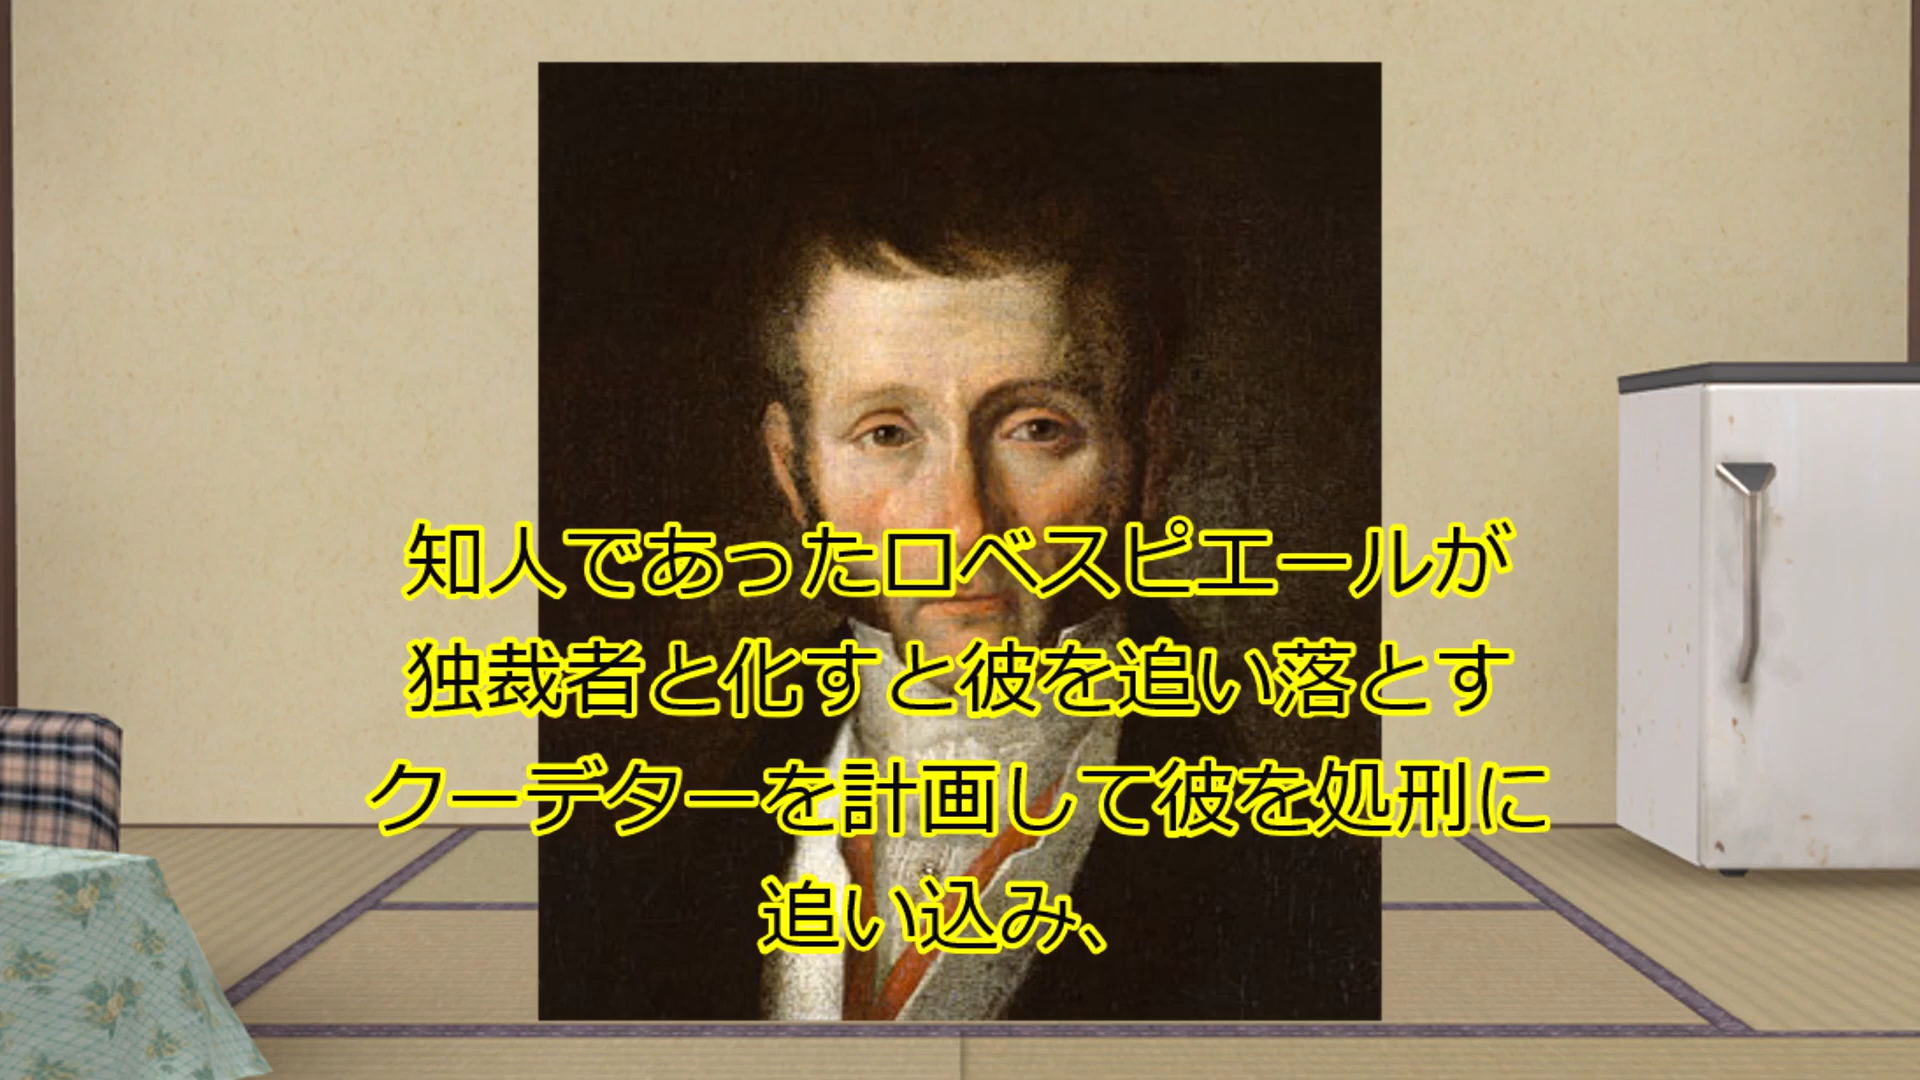 知人であったロベスピエールが
独裁者と化すと彼を追い落とす
クーデターを計画して彼を処刑に
追い込み、